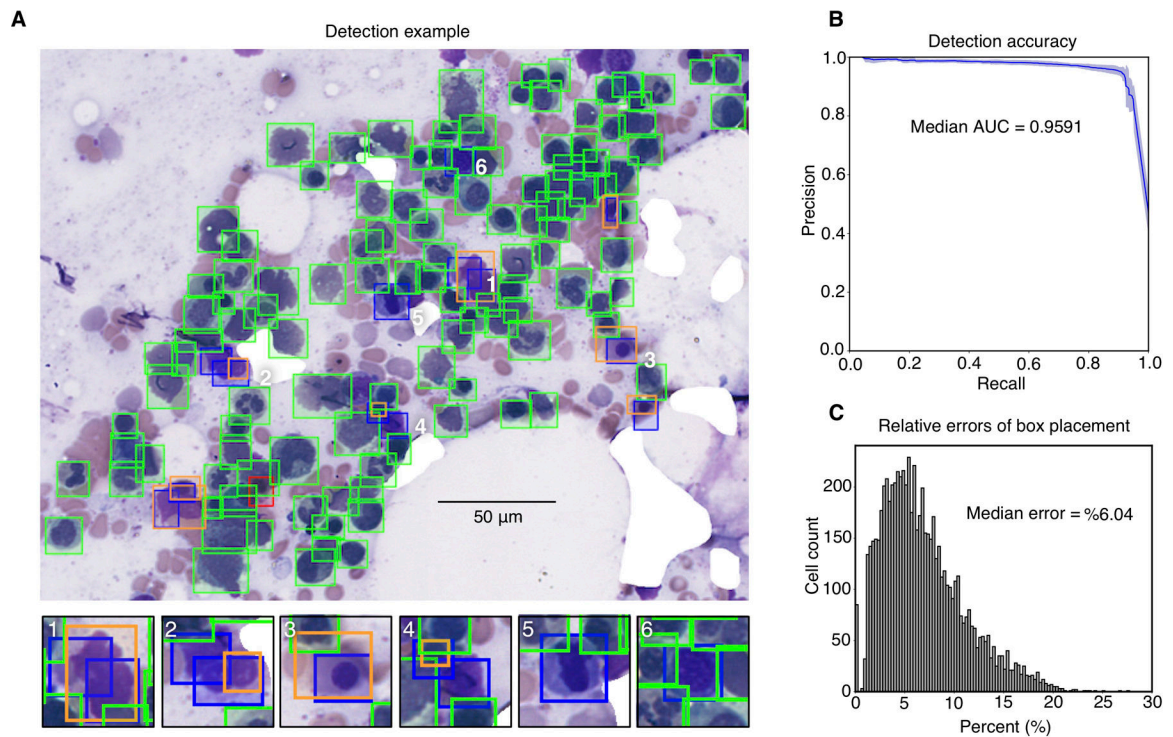 A
Detection example
6
1
5
3
2
4
50 µm
1
2
3
4
5
6
B
Detection accuracy
1.0
0.8
0.6
0.4
0.2
0.0
Median AUC = 0.9591
Precision
0.0
0.2
0.4
0.6
0.8
1.0
Recall
C
Relative errors of box placement
200
150
100
50
0
Median error = %6.04
Cell count
0
5
10
15
20
25
30
Percent (%)